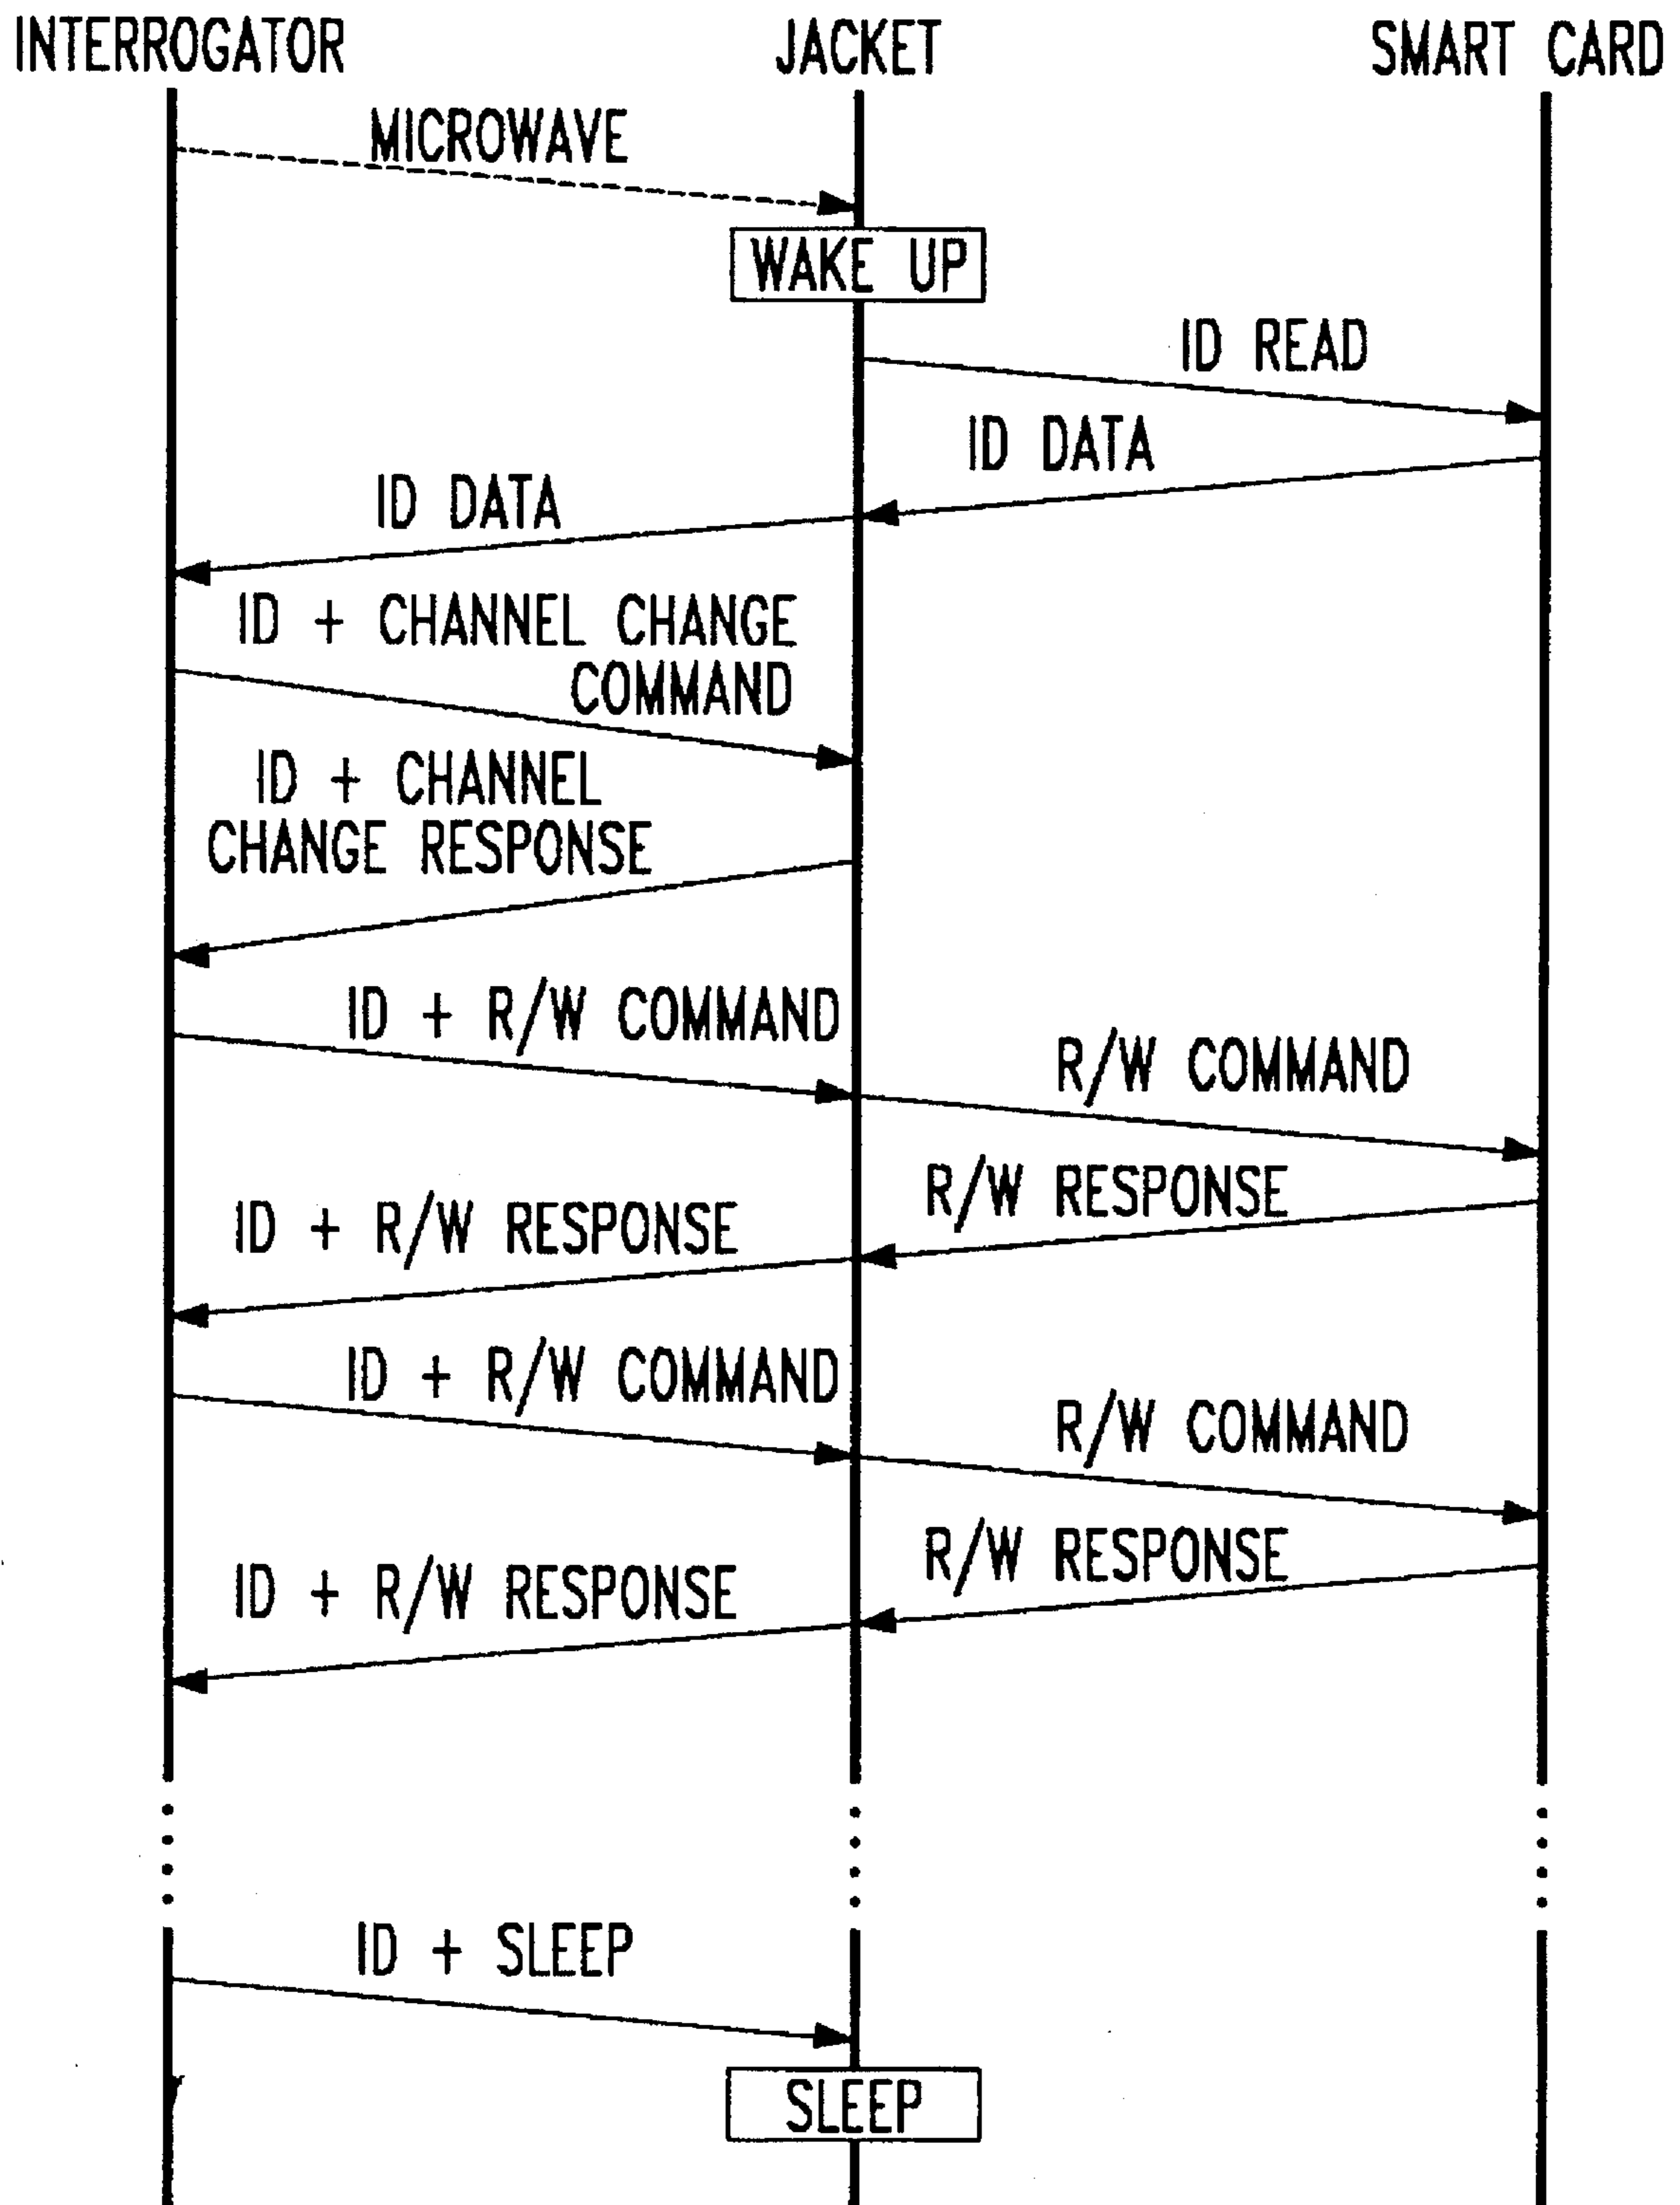 INTERROGATOR JACKET SMART CARD
MICROWAVE
WAKE UP
ID READ
ID DATA
ID DATA
ID + CHANNEL CHANGE
COMMAND
ID + CHANNEL
CHANGE RESPONSE
ID + R/W COMMAND
R/W COMMAND
R/W RESPONSE
ID + R/W RESPONSE
ID + R/W COMMAND
R/W COMMAND
R/W RESPONSE
ID + R/W RESPONSE
ID + SLEEP
SLEEP